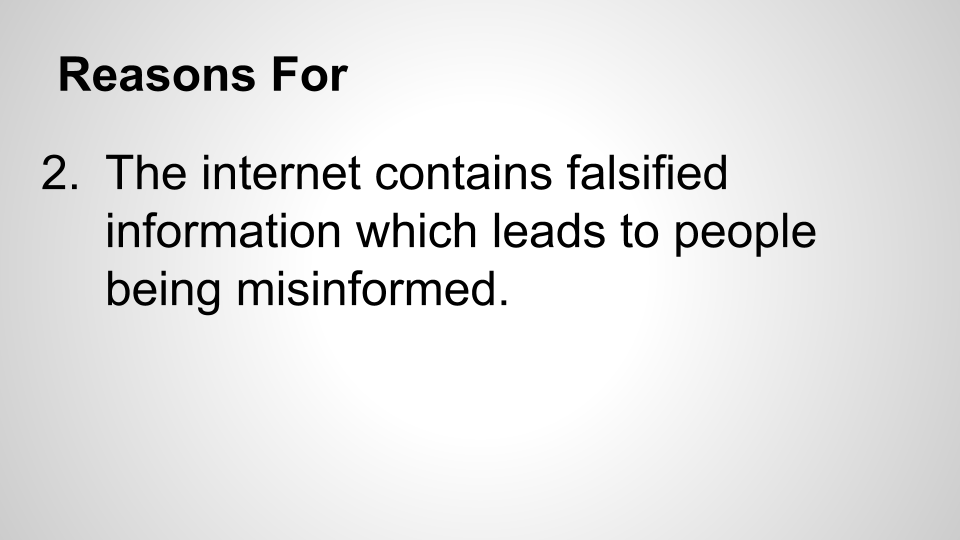 Reasons For
2. The internet contains falsified
information which leads to people
being misinformed.